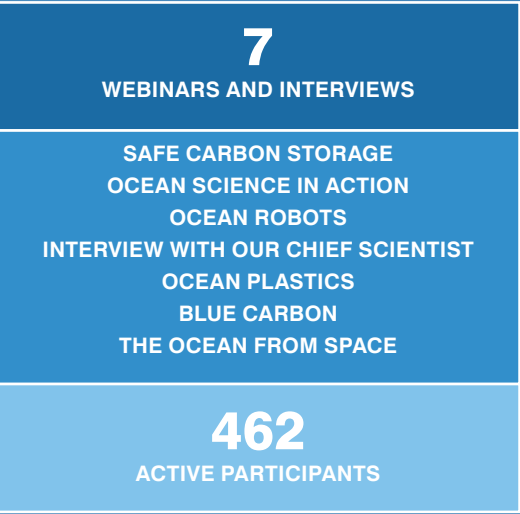 7
WEBINARS AND INTERVIEWS
SAFE CARBON STORAGE
OCEAN SCIENCE IN ACTION
OCEAN ROBOTS
INTERVIEW WITH OUR CHIEF SCIENTIST
OCEAN PLASTICS
BLUE CARBON
THE OCEAN FROM SPACE
462
ACTIVE PARTICIPANTS